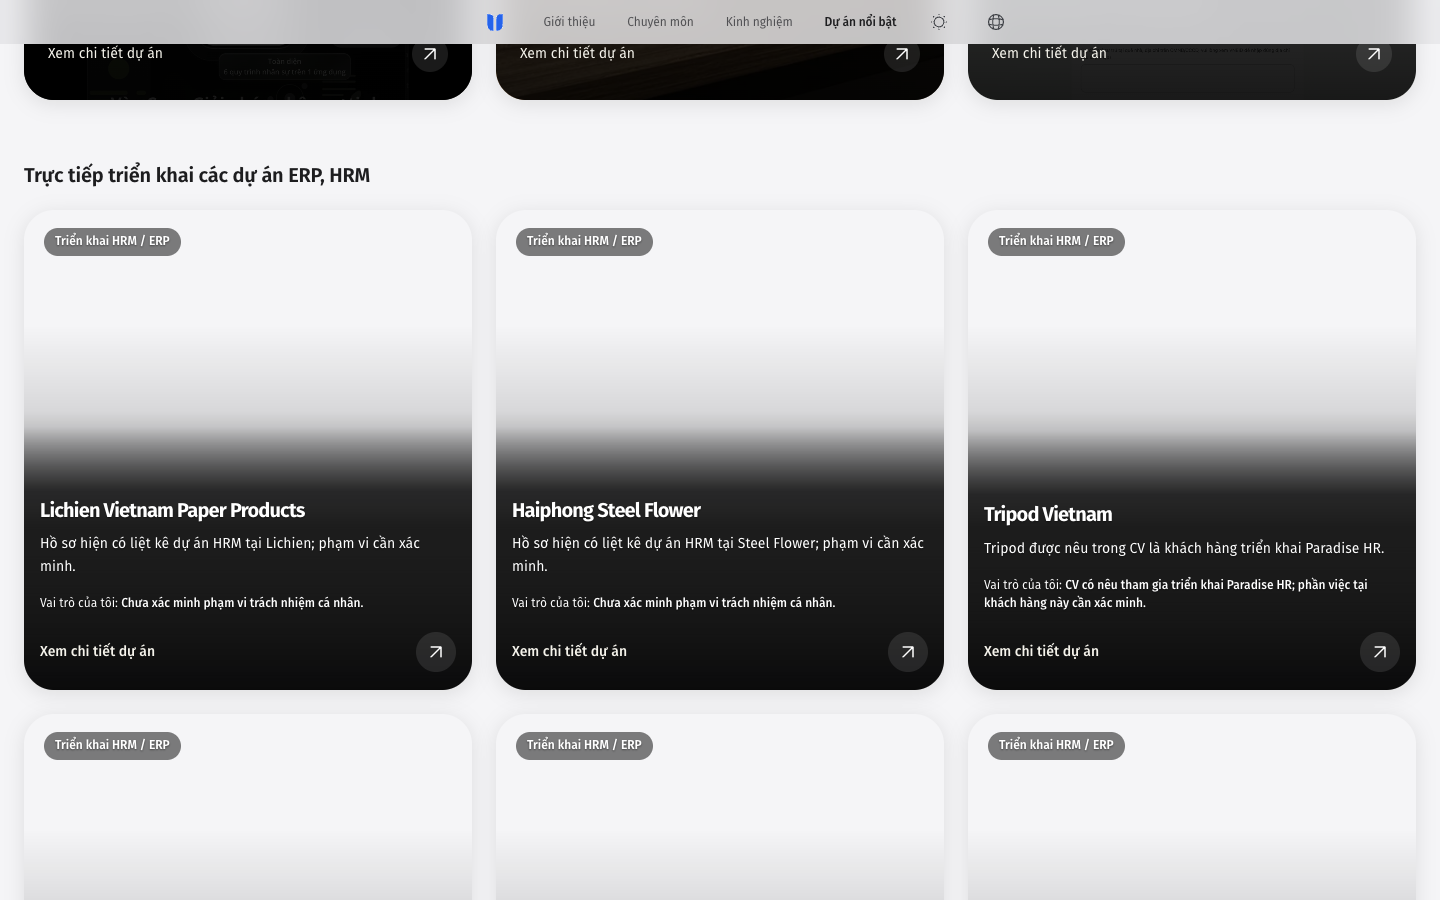 Giới thiệu
Chuyên môn
Kinh nghiệm
Dự án nổi bật
Xem chi tiết dự án
Xem chi tiết dự án
Xem chi tiết dự án
Trực tiếp triển khai các dự án ERP, HRM
Triển khai HRM / ERP
Lichien Vietnam Paper Products
Hồ sơ hiện có liệt kê dự án HRM tại Lichien; phạm vi cần xác
minh.
Vai trò của tôi: Chưa xác minh phạm vi trách nhiệm cá nhân.
Xem chi tiết dự án
Triển khai HRM / ERP
Haiphong Steel Flower
Hồ sơ hiện có liệt kê dự án HRM tại Steel Flower; phạm vi cần xác
minh.
Vai trò của tôi: Chưa xác minh phạm vi trách nhiệm cá nhân.
Xem chi tiết dự án
Triển khai HRM / ERP
Tripod Vietnam
Tripod được nêu trong CV là khách hàng triển khai Paradise HR.
Vai trò của tôi: CV có nêu tham gia triển khai Paradise HR; phần việc tại
khách hàng này cần xác minh.
Xem chi tiết dự án
Triển khai HRM / ERP
Triển khai HRM / ERP
Triển khai HRM / ERP